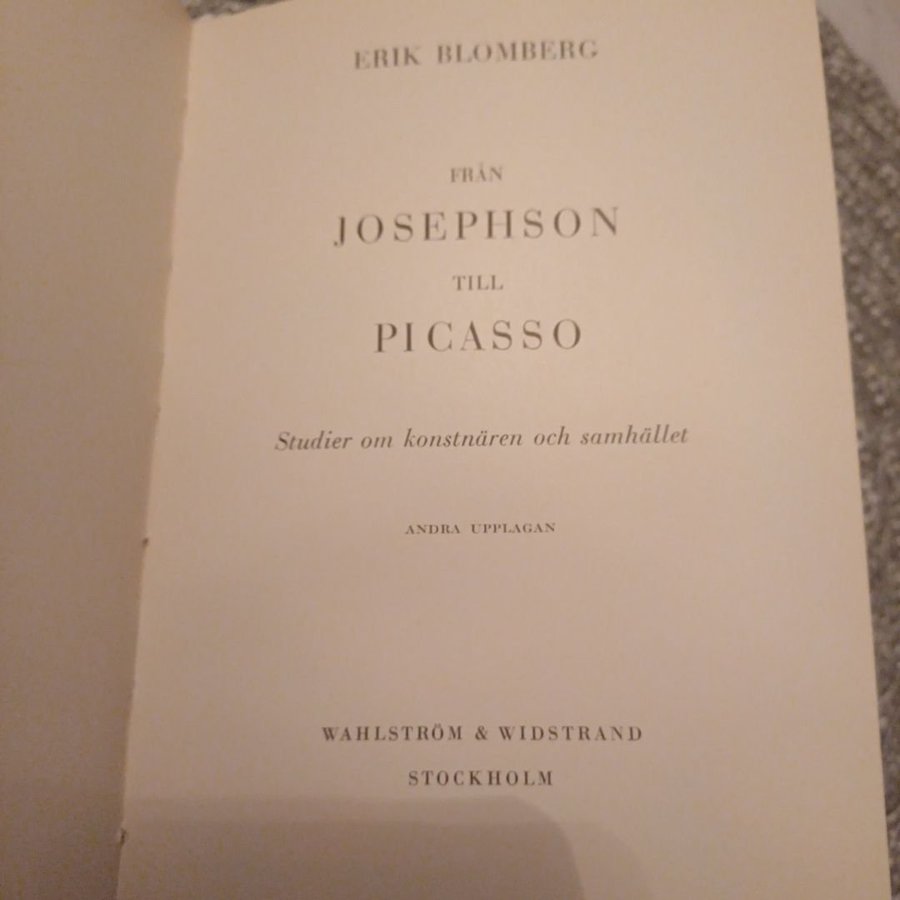 ERIK BLOMBERG
FRÅN
JOSEPHSON
TILL
PICASSO
Studier om konstnären och samhället
ANDRA UPPLAGAN
WAHLSTRÖM & WIDSTRAND
STOCKHOLM